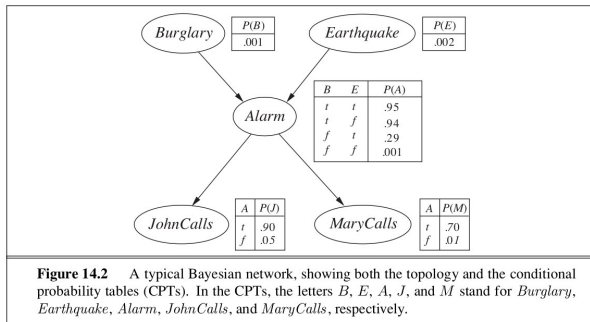 Burglary
P(B)
.001
Earthquake
P(E)
.002
Alarm
B E P(A)
t t .95
t f .94
f t .29
f f .001
JohnCalls
A P(J)
t .90
f .05
MaryCalls
A P(M)
t .70
f .01
Figure 14.2 A typical Bayesian network, showing both the topology and the conditional
probability tables (CPTs). In the CPTs, the letters B, E, A, J, and M stand for Burglary,
Earthquake, Alarm, JohnCalls, and MaryCalls, respectively.